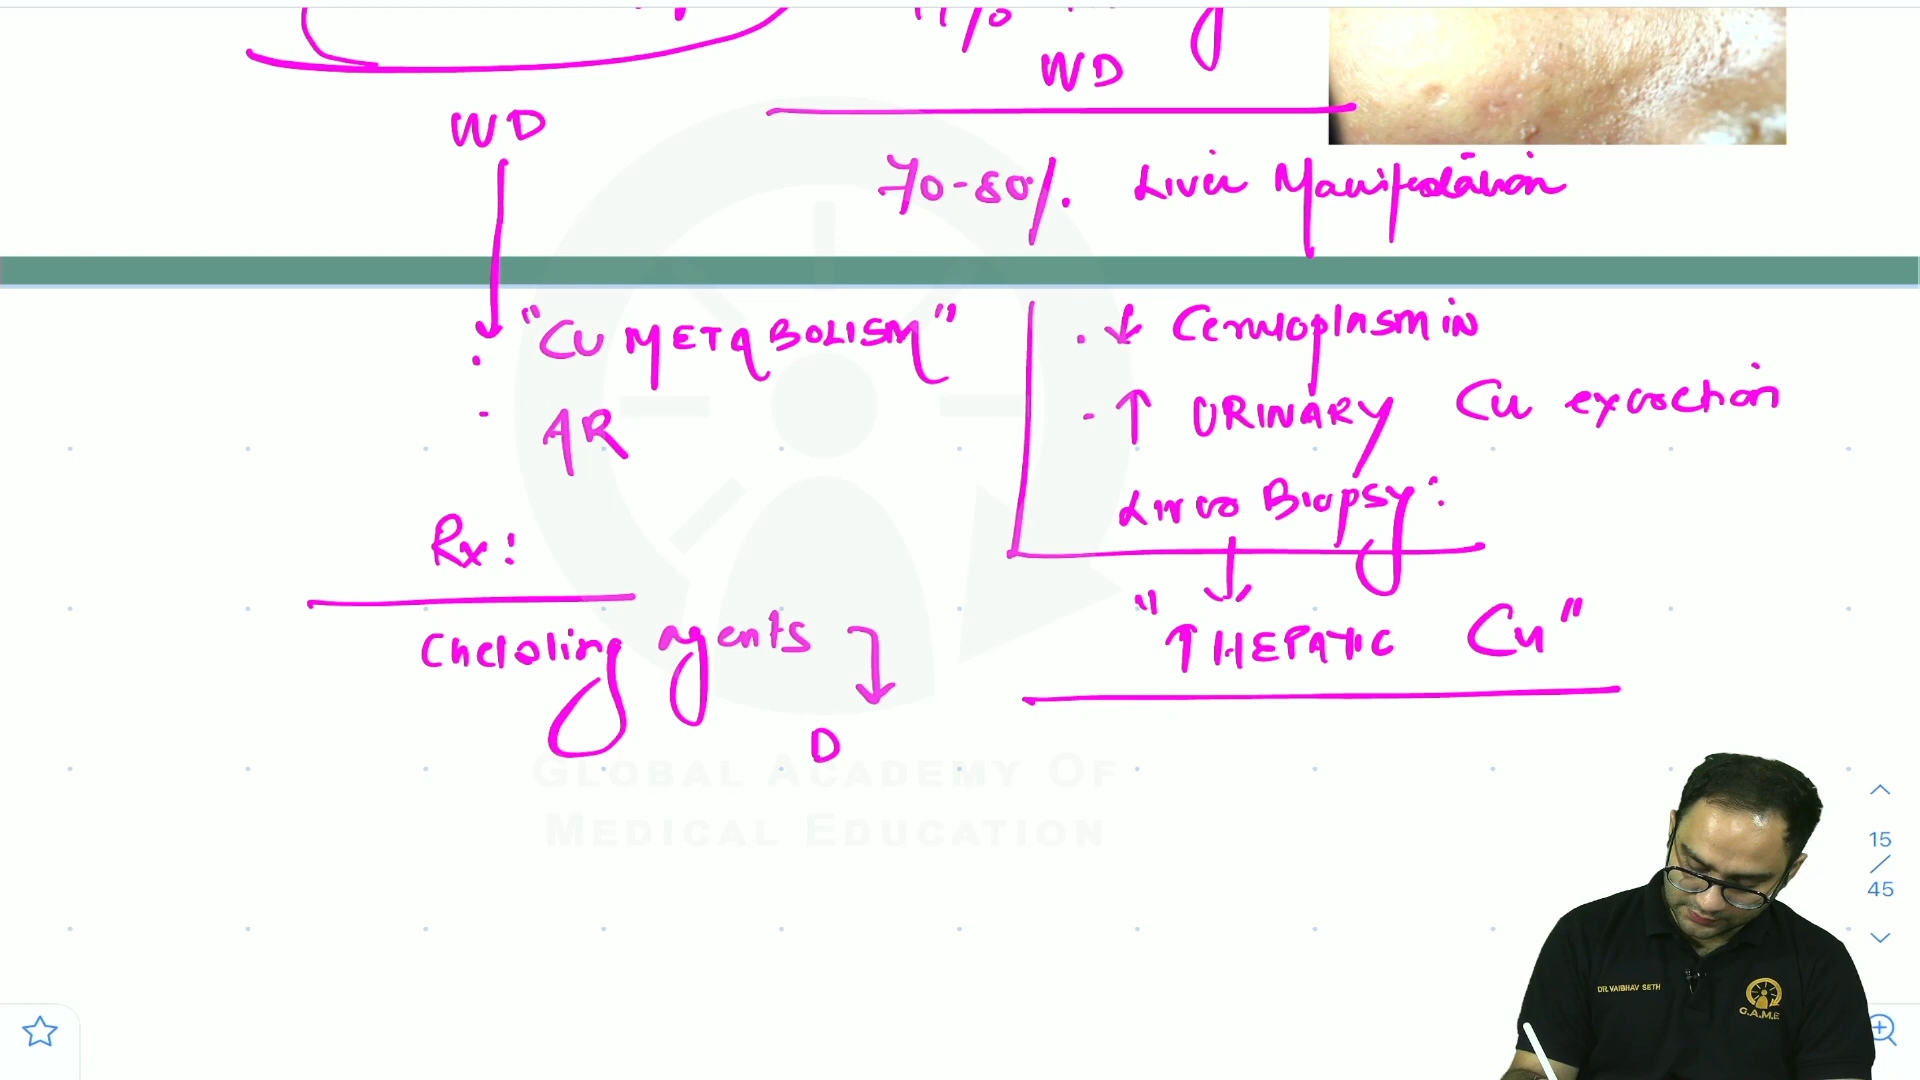 WD
WD
70-80%. Liver Manifestation
"CU METABOLISM"
· ↓ Ceruloplasmin
AR
- ↑ URINARY Cu excretion
Liver Biopsy:
Rx:
"↑ HEPATIC Cu"
Chelating agents
D
GLOBAL ACADEMY OF
MEDICAL EDUCATION
15
/
45
DR. VAIBHAV SETH
G.A.M.E